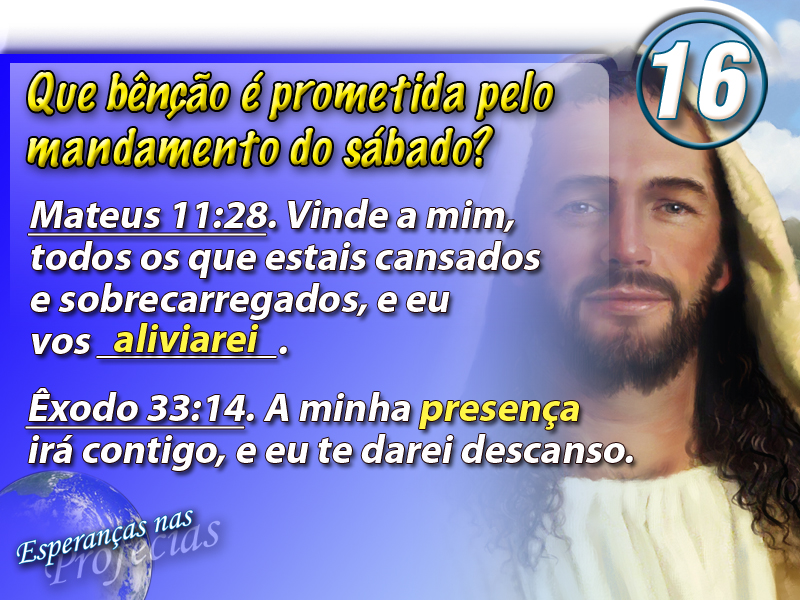 16
Que bênção é prometida pelo
mandamento do sábado?
Mateus 11:28. Vinde a mim,
todos os que estais cansados
e sobrecarregados, e eu
vos aliviarei.
Êxodo 33:14. A minha presença
irá contigo, e eu te darei descanso.
Esperanças nas
Profecias